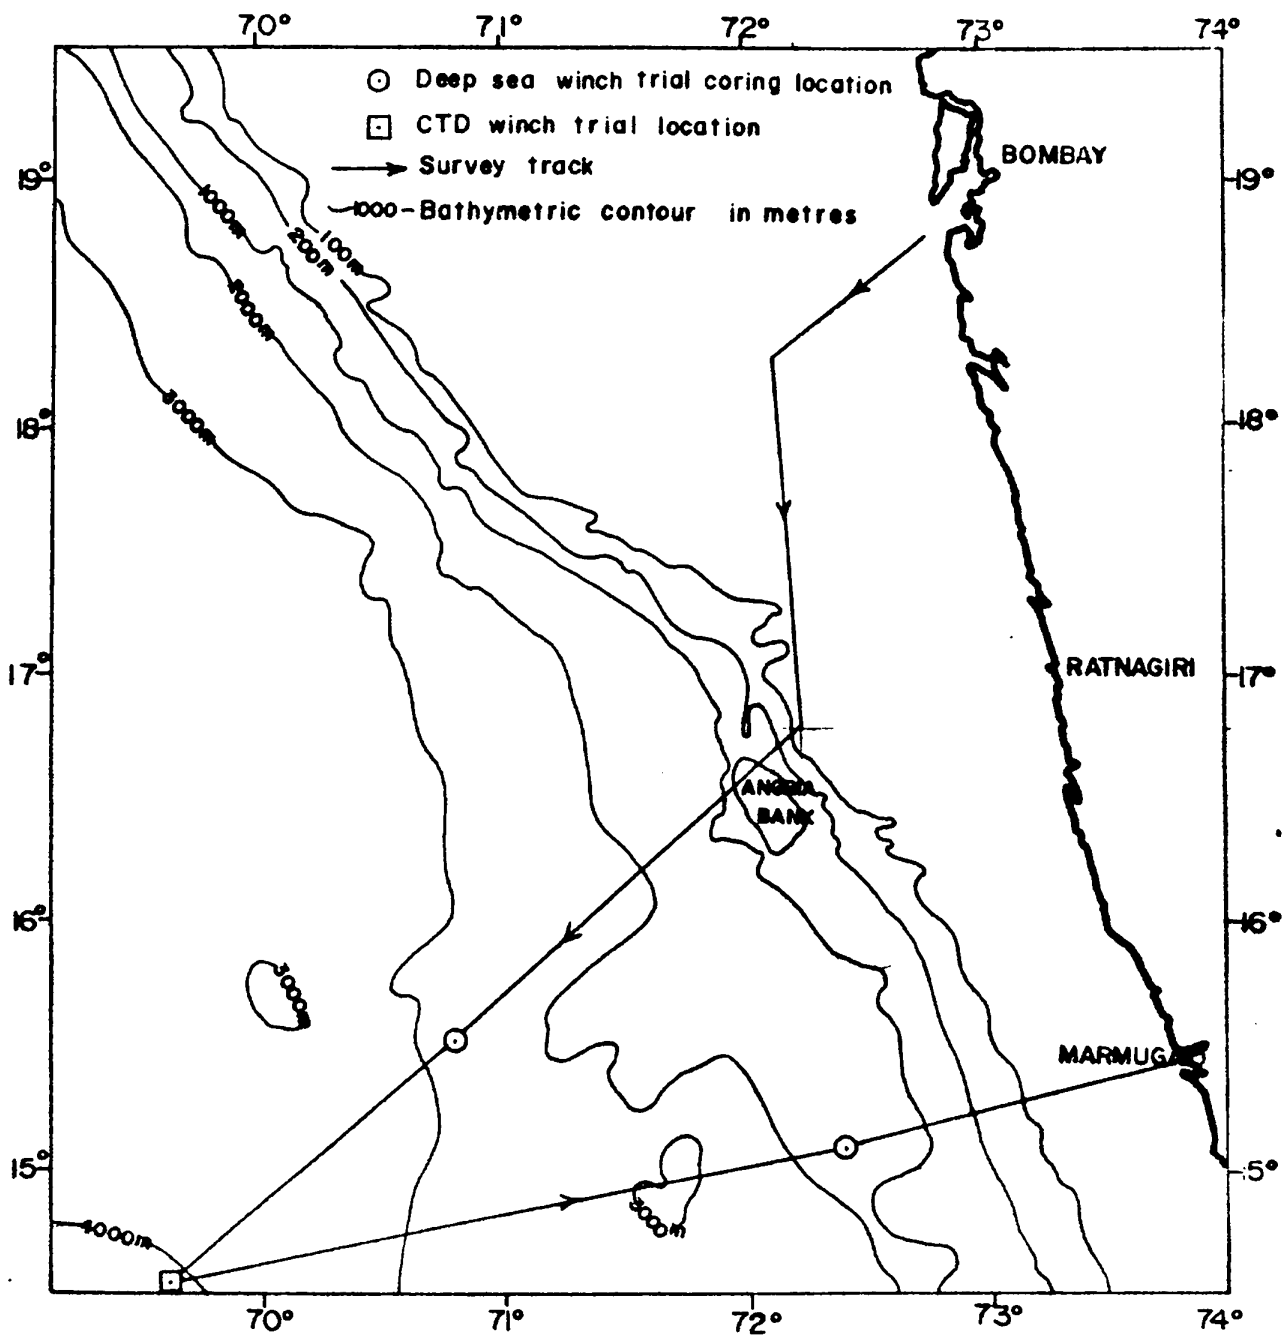 70° 71° 72° 73° 74°
Deep sea winch trial coring location
CTD winch trial location
Survey track
1000-Bathymetric contour in metres
BOMBAY
19° 19°
1000m 200m 100m
2000m
3000m
18° 18°
17° RATNAGIRI 17°
ANGRIA
BANK
16° 16°
3000m
MARMUGAO
15° 15°
3000m
4000m
70° 71° 72° 73° 74°